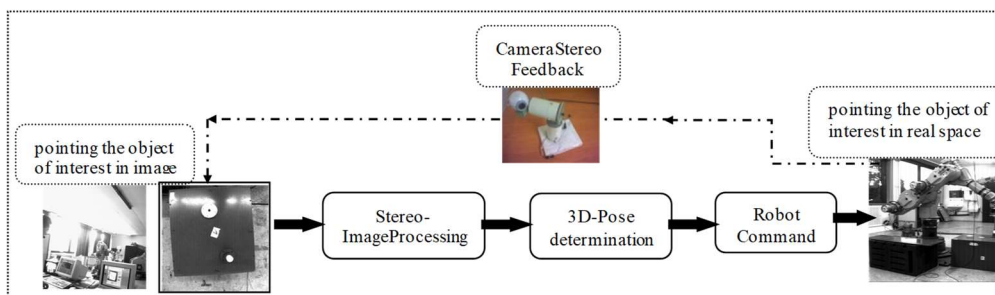 CameraStereo
Feedback
pointing the object of
interest in real space
pointing the object
of interest in image
Stereo-
ImageProcessing
3D-Pose
determination
Robot
Command